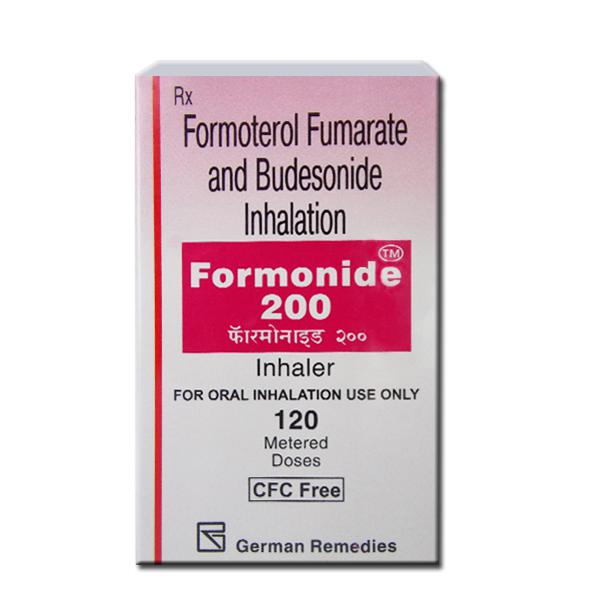 Rx
Formoterol Fumarate
and Budesonide
Inhalation
Formonide™
200
फॅारमोनाइड २००
Inhaler
FOR ORAL INHALATION USE ONLY
120
Metered
Doses
CFC Free
German Remedies